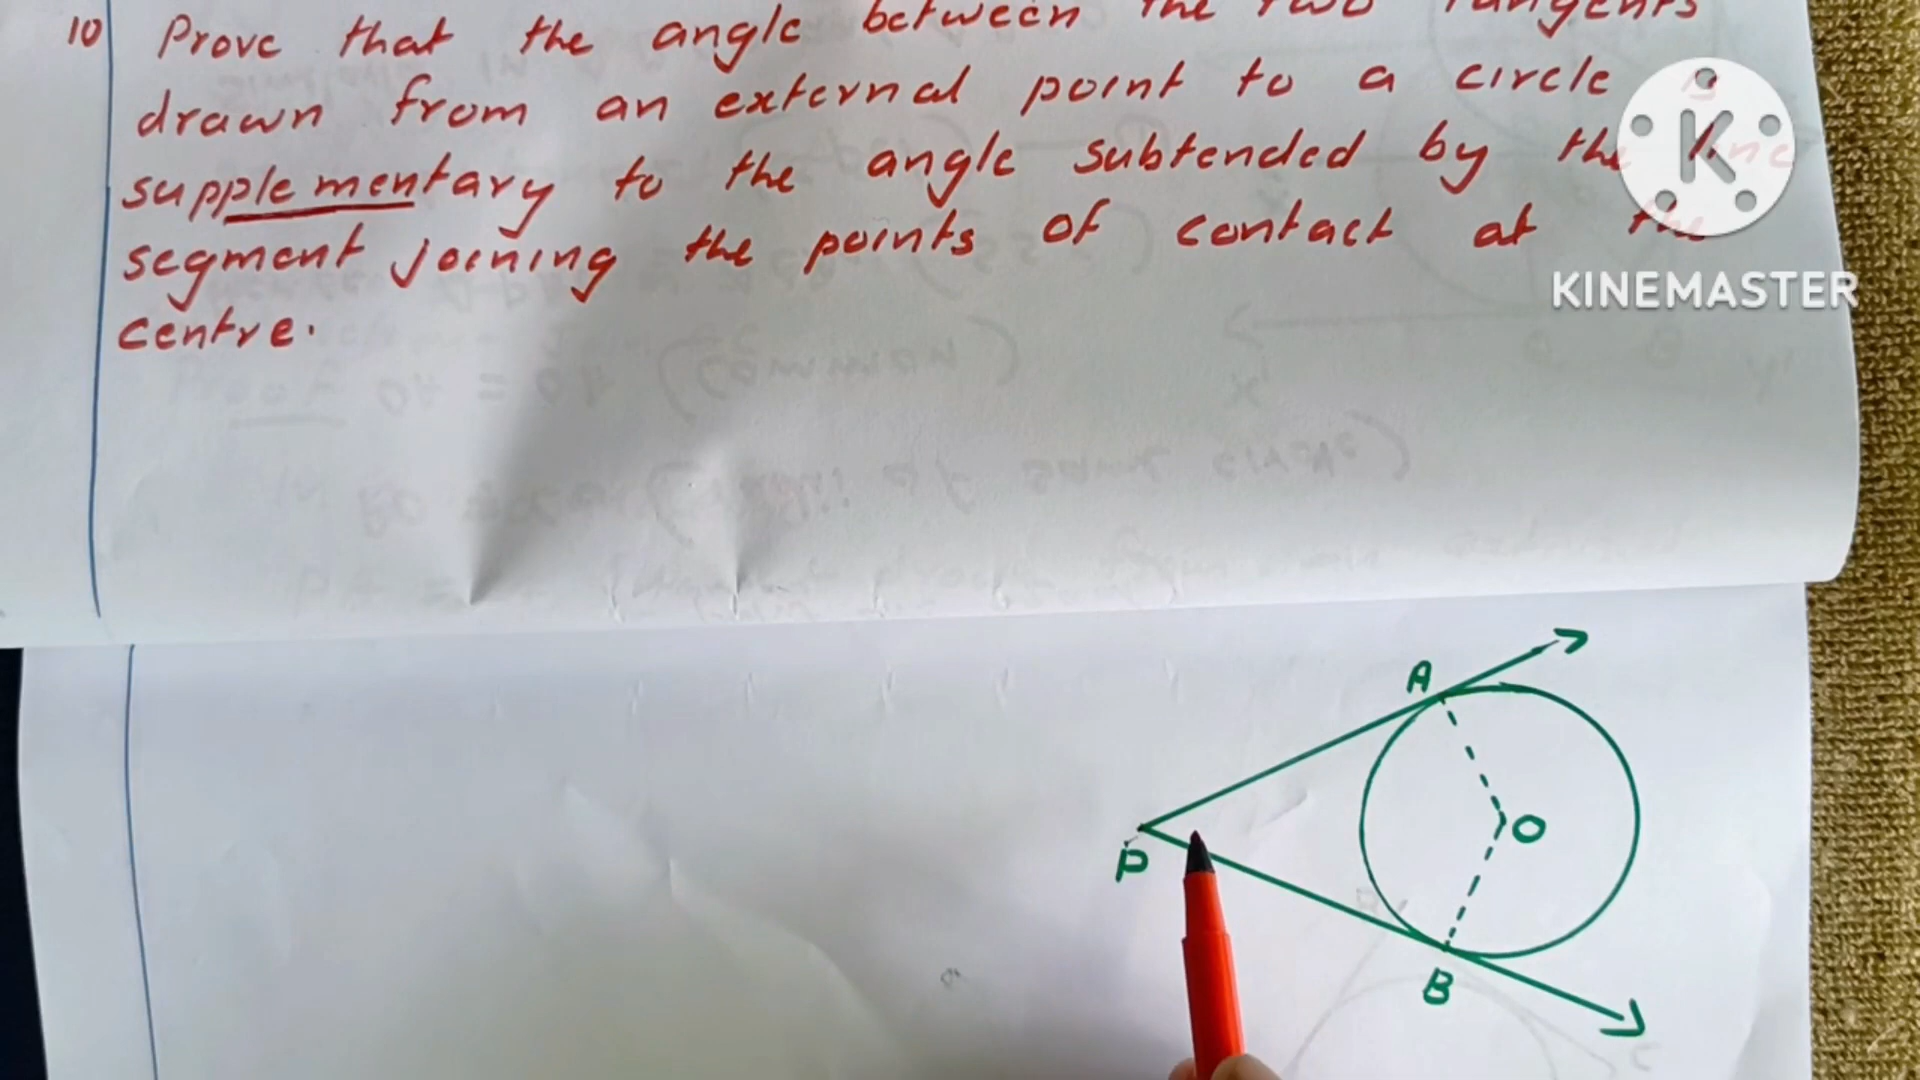 10 Prove that the angle between the two tangents
drawn from an external point to a circle is
supplementary to the angle subtended by the line
segment joining the points of contact at the
centre.
K
KINEMASTER
A
O
P
B